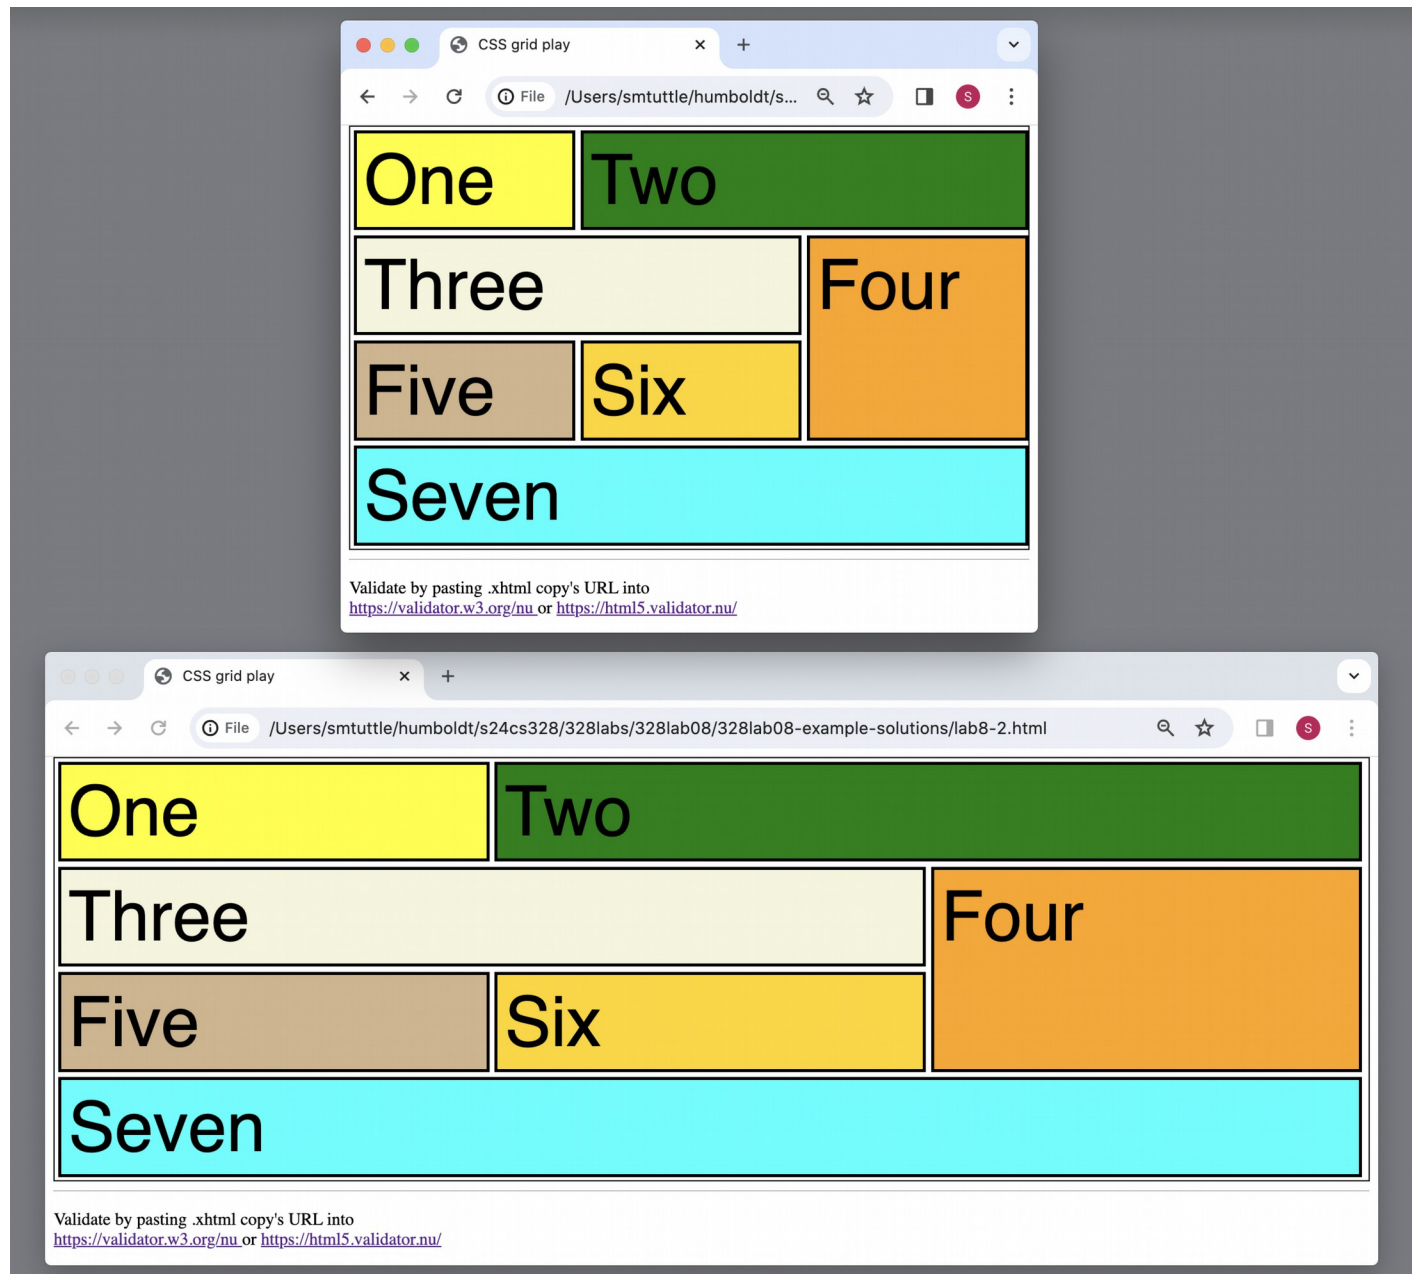 CSS grid play
File /Users/smtuttle/humboldt/s... S
One Two
Three Four
Five Six
Seven
Validate by pasting .xhtml copy's URL into
https://validator.w3.org/nu or https://html5.validator.nu/
CSS grid play
File /Users/smtuttle/humboldt/s24cs328/328labs/328lab08/328lab08-example-solutions/lab8-2.html S
One Two
Three Four
Five Six
Seven
Validate by pasting .xhtml copy's URL into
https://validator.w3.org/nu or https://html5.validator.nu/